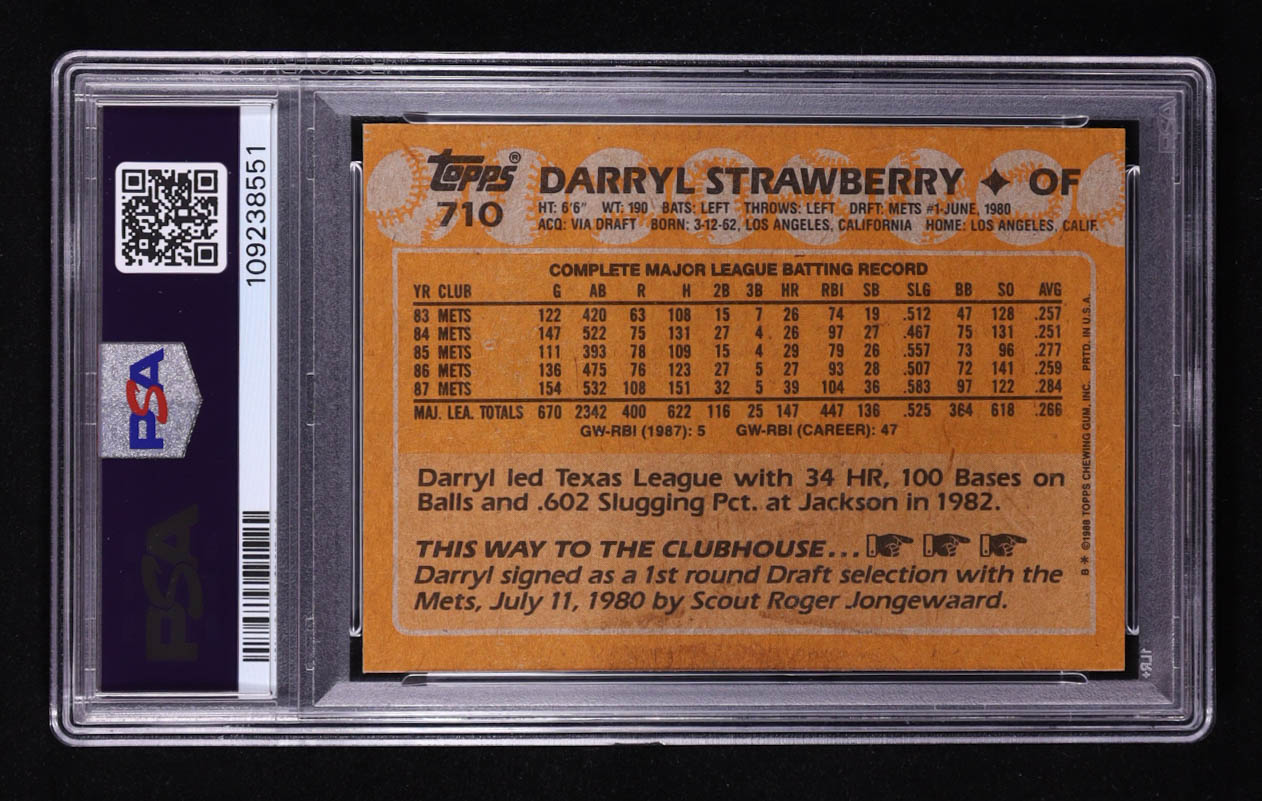 109238551
PSA
PSA
topps®
710
DARRYL STRAWBERRY ✦ OF
HT: 6'6" WT: 190 BATS: LEFT THROWS: LEFT DRFT: METS #1-JUNE, 1980
ACQ: VIA DRAFT BORN: 3-12-62, LOS ANGELES, CALIFORNIA HOME: LOS ANGELES, CALIF.
COMPLETE MAJOR LEAGUE BATTING RECORD
YR CLUB G AB R H 2B 3B HR RBI SB SLG BB SO AVG
83 METS 122 420 63 108 15 7 26 74 19 .512 47 128 .257
84 METS 147 522 75 131 27 4 26 97 27 .467 75 131 .251
85 METS 111 393 78 109 15 4 29 79 26 .557 73 96 .277
86 METS 136 475 76 123 27 5 27 93 28 .507 72 141 .259
87 METS 154 532 108 151 32 5 39 104 36 .583 97 122 .284
MAJ. LEA. TOTALS 670 2342 400 622 116 25 147 447 136 .525 364 618 .266
GW-RBI (1987): 5 GW-RBI (CAREER): 47
Darryl led Texas League with 34 HR, 100 Bases on
Balls and .602 Slugging Pct. at Jackson in 1982.
THIS WAY TO THE CLUBHOUSE...
Darryl signed as a 1st round Draft selection with the
Mets, July 11, 1980 by Scout Roger Jongewaard.
B * ©1988 TOPPS CHEWING GUM, INC. PRTD. IN U.S.A.
1LR+